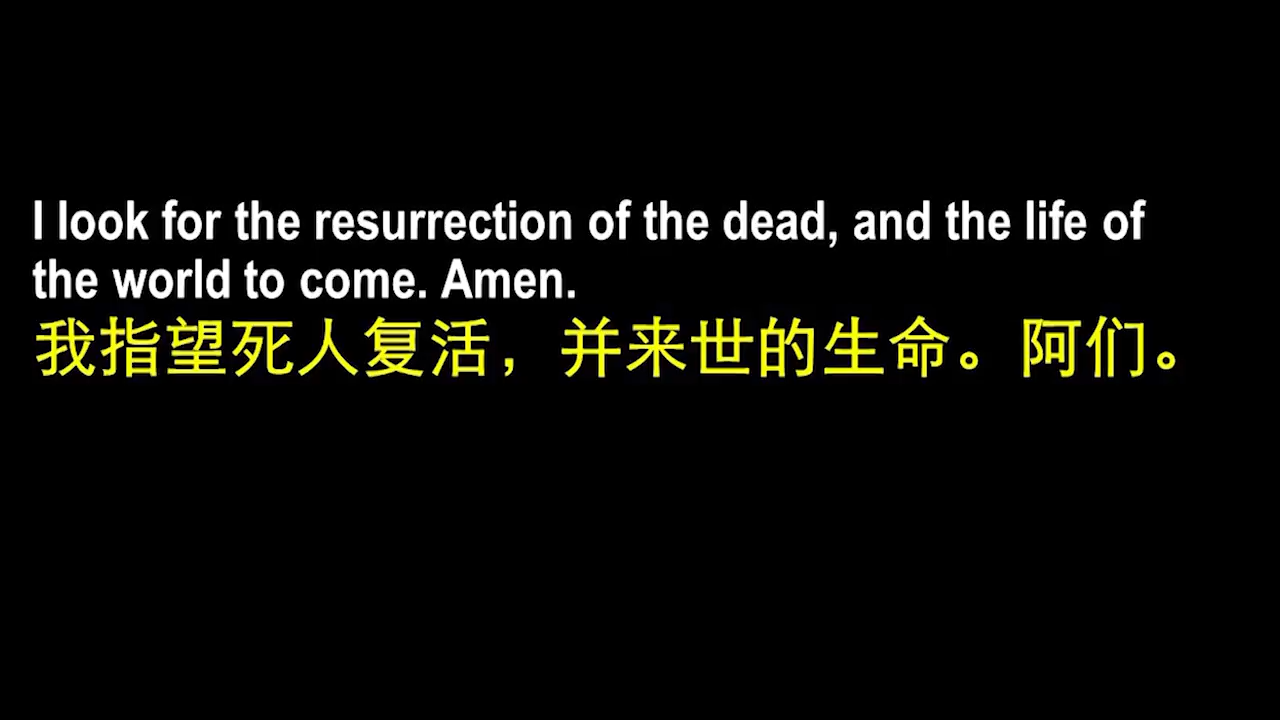 I look for the resurrection of the dead, and the life of
the world to come. Amen.
我指望死人复活，并来世的生命。阿们。